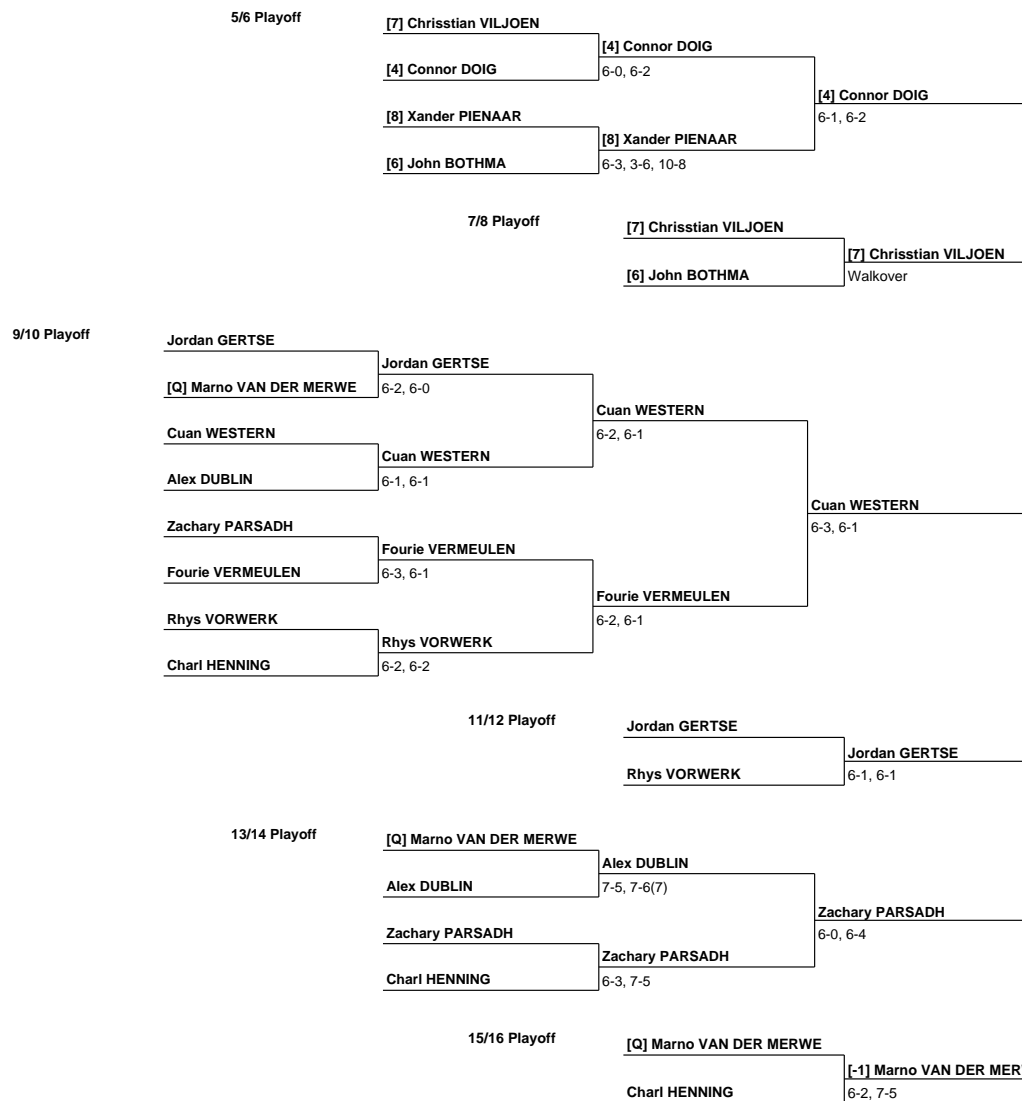 5/6 Playoff
[7] Chrisstian VILJOEN
[4] Connor DOIG
[4] Connor DOIG
6-0, 6-2
[4] Connor DOIG
6-1, 6-2
[8] Xander PIENAAR
[8] Xander PIENAAR
[6] John BOTHMA
6-3, 3-6, 10-8
7/8 Playoff
[7] Chrisstian VILJOEN
[7] Chrisstian VILJOEN
[6] John BOTHMA
Walkover
9/10 Playoff
Jordan GERTSE
Jordan GERTSE
[Q] Marno VAN DER MERWE
6-2, 6-0
Cuan WESTERN
6-2, 6-1
Cuan WESTERN
Cuan WESTERN
Alex DUBLIN
6-1, 6-1
Cuan WESTERN
6-3, 6-1
Zachary PARSADH
Fourie VERMEULEN
Fourie VERMEULEN
6-3, 6-1
Fourie VERMEULEN
6-2, 6-1
Rhys VORWERK
Rhys VORWERK
Charl HENNING
6-2, 6-2
11/12 Playoff
Jordan GERTSE
Jordan GERTSE
Rhys VORWERK
6-1, 6-1
13/14 Playoff
[Q] Marno VAN DER MERWE
Alex DUBLIN
Alex DUBLIN
7-5, 7-6(7)
Zachary PARSADH
6-0, 6-4
Zachary PARSADH
Zachary PARSADH
Charl HENNING
6-3, 7-5
15/16 Playoff
[Q] Marno VAN DER MERWE
[-1] Marno VAN DER MER
Charl HENNING
6-2, 7-5